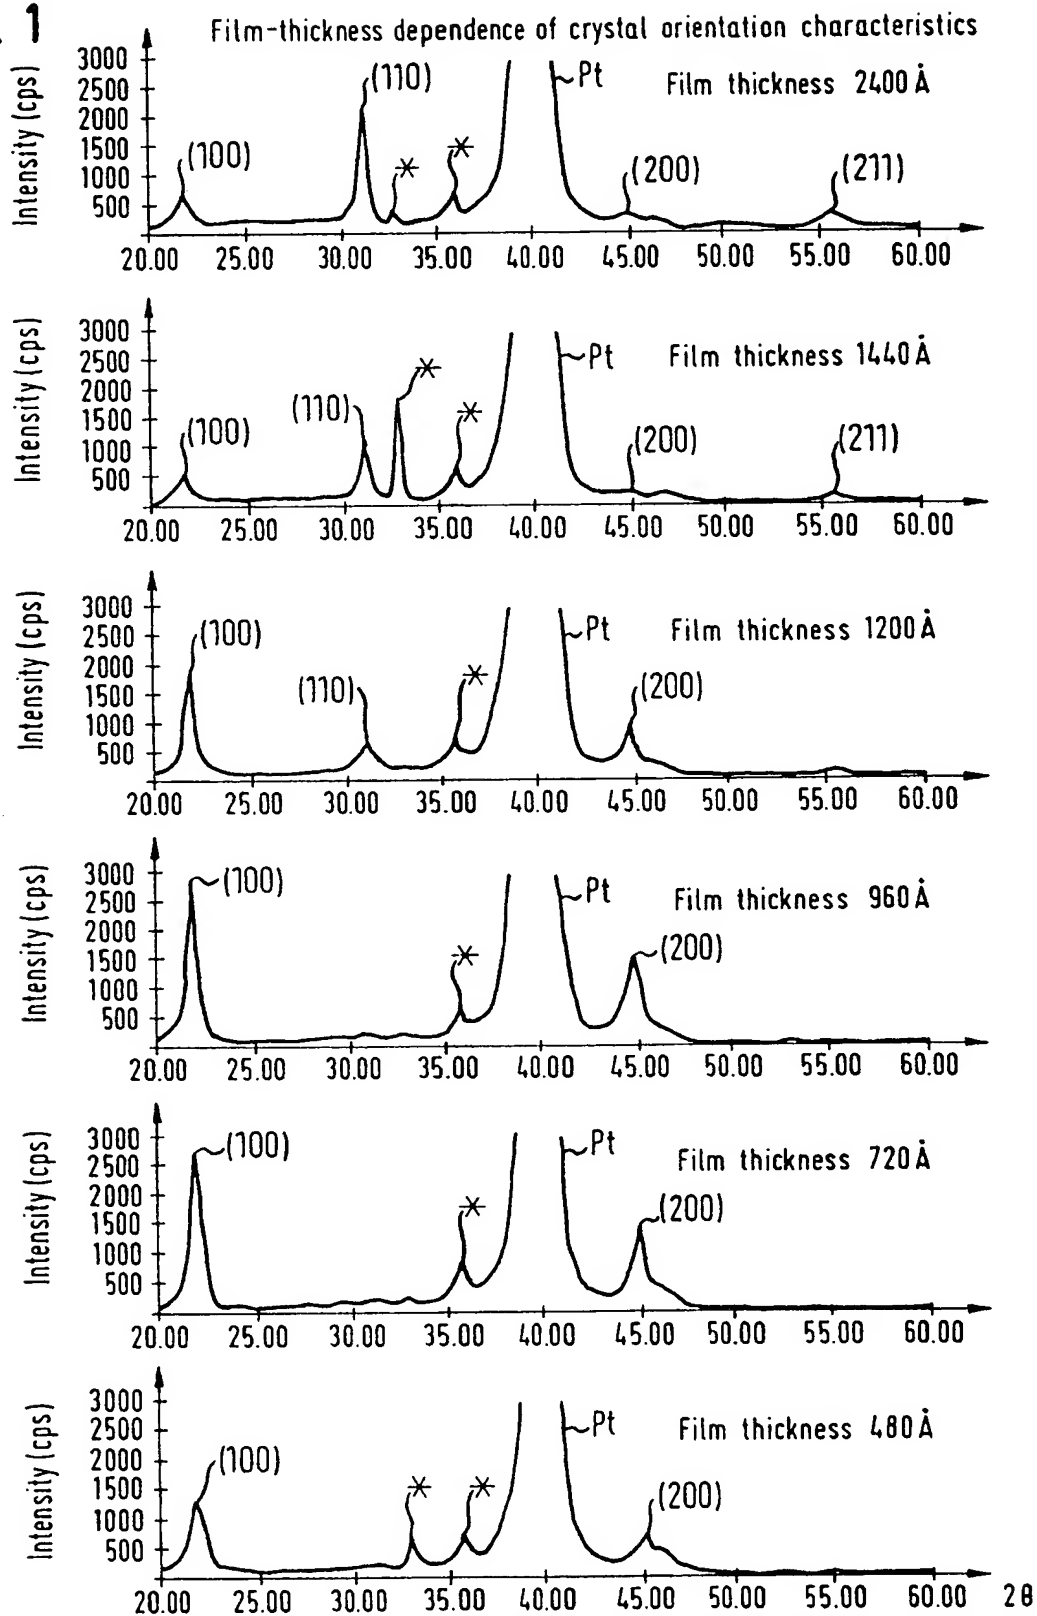 1
Film-thickness dependence of crystal orientation characteristics
Intensity (cps)
3000
2500
2000
1500
1000
500
(100)
(110)
*
*
Pt
Film thickness 2400 Å
(200)
(211)
20.00 25.00 30.00 35.00 40.00 45.00 50.00 55.00 60.00
Intensity (cps)
3000
2500
2000
1500
1000
500
(100)
(110)
*
*
Pt
Film thickness 1440 Å
(200)
(211)
20.00 25.00 30.00 35.00 40.00 45.00 50.00 55.00 60.00
Intensity (cps)
3000
2500
2000
1500
1000
500
(100)
(110)
*
Pt
Film thickness 1200 Å
(200)
20.00 25.00 30.00 35.00 40.00 45.00 50.00 55.00 60.00
Intensity (cps)
3000
2500
2000
1500
1000
500
(100)
*
Pt
Film thickness 960 Å
(200)
20.00 25.00 30.00 35.00 40.00 45.00 50.00 55.00 60.00
Intensity (cps)
3000
2500
2000
1500
1000
500
(100)
*
Pt
Film thickness 720 Å
(200)
20.00 25.00 30.00 35.00 40.00 45.00 50.00 55.00 60.00
Intensity (cps)
3000
2500
2000
1500
1000
500
(100)
*
*
Pt
Film thickness 480 Å
(200)
20.00 25.00 30.00 35.00 40.00 45.00 50.00 55.00 60.00 2θ